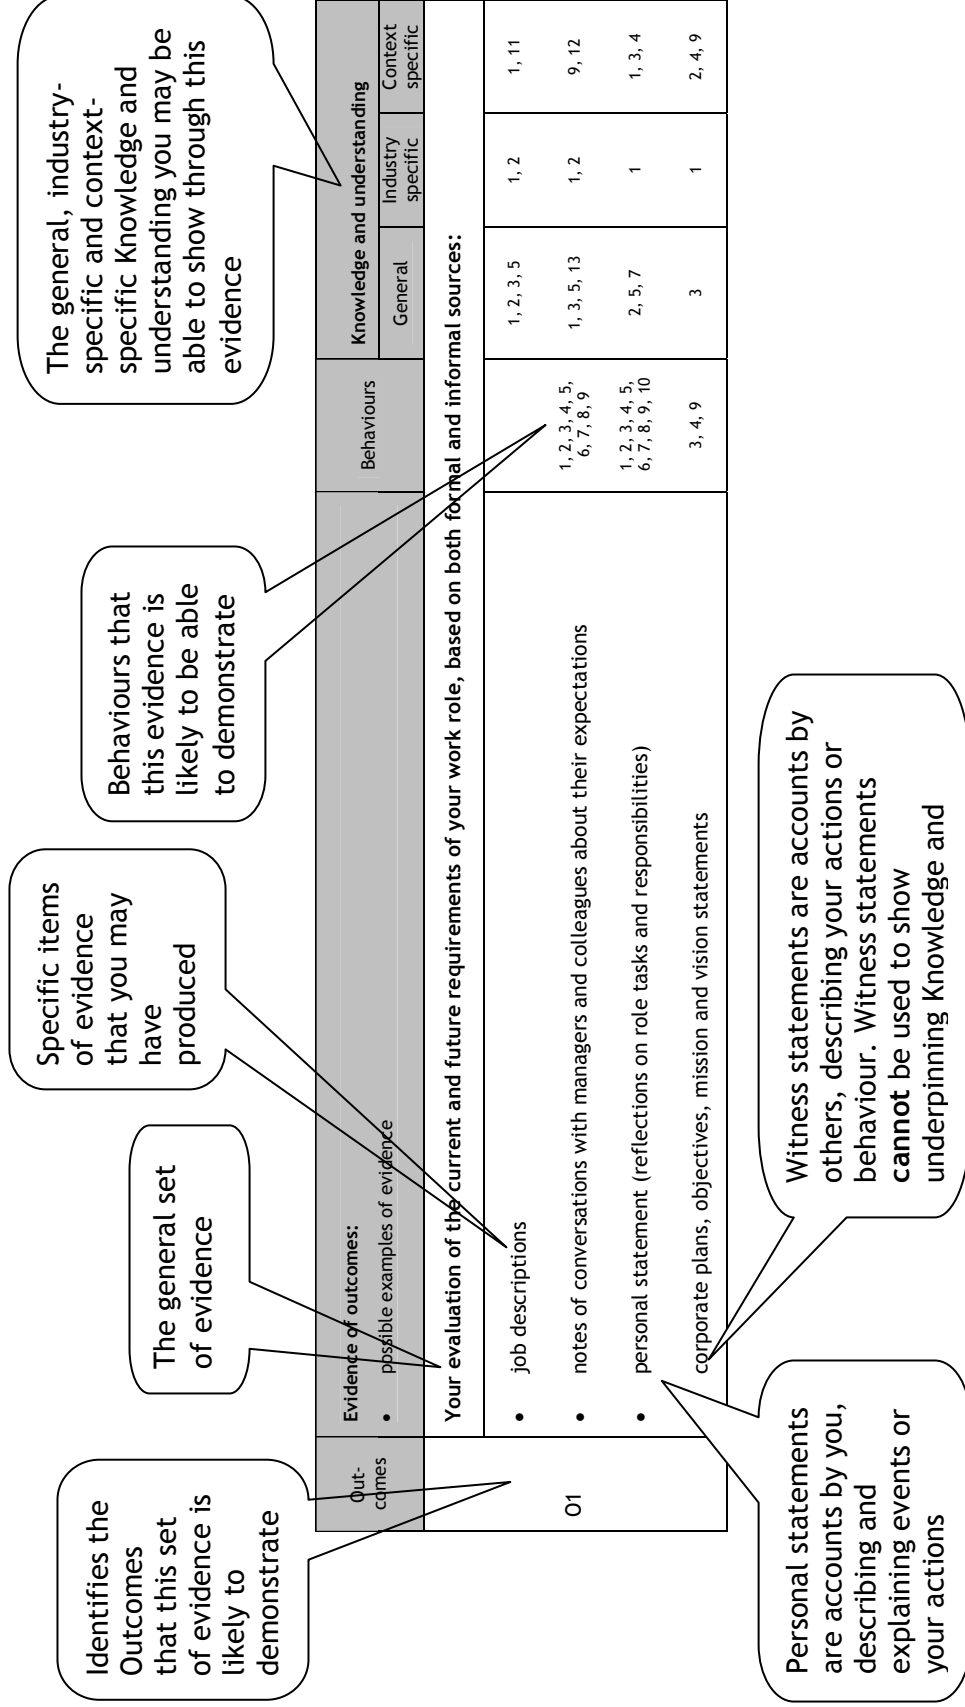 Identifies the
Outcomes
that this set
of evidence is
likely to
demonstrate
The general set
of evidence
Specific items
of evidence
that you may
have
produced
Behaviours that
this evidence is
likely to be able
to demonstrate
The general, industry-
specific and context-
specific Knowledge and
understanding you may be
able to show through this
evidence
Out-
comes
Evidence of outcomes:
• possible examples of evidence
Behaviours
Knowledge and understanding
General
Industry
specific
Context
specific
Your evaluation of the current and future requirements of your work role, based on both formal and informal sources:
O1
• job descriptions
1, 2, 3, 5
1, 2
1, 11
• notes of conversations with managers and colleagues about their expectations
1, 2, 3, 4, 5,
6, 7, 8, 9
1, 3, 5, 13
1, 2
9, 12
• personal statement (reflections on role tasks and responsibilities)
1, 2, 3, 4, 5,
6, 7, 8, 9, 10
2, 5, 7
1
1, 3, 4
corporate plans, objectives, mission and vision statements
3, 4, 9
3
1
2, 4, 9
Personal statements
are accounts by you,
describing and
explaining events or
your actions
Witness statements are accounts by
others, describing your actions or
behaviour. Witness statements
cannot be used to show
underpinning Knowledge and